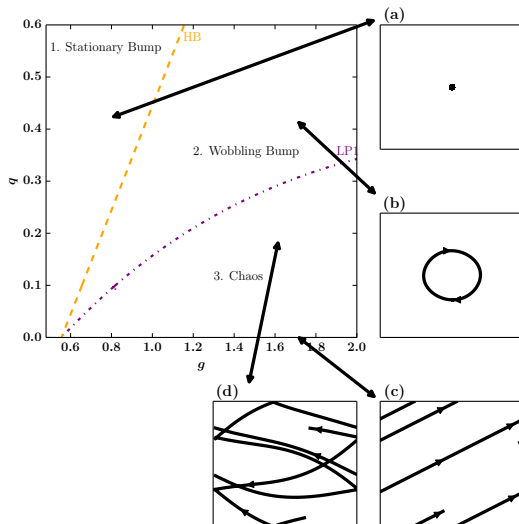 (a)
0.6
HB
1. Stationary Bump
0.5
0.4
2. Wobbling Bump
LP1
q
0.3
(b)
0.2
3. Chaos
0.1
0.0
0.6 0.8 1.0 1.2 1.4 1.6 1.8 2.0
g
(d) (c)